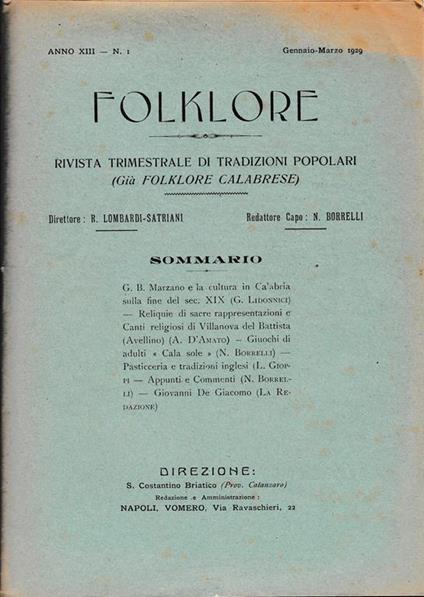 ANNO XIII — N. 1
Gennaio-Marzo 1929
FOLKLORE
RIVISTA TRIMESTRALE DI TRADIZIONI POPOLARI
(Già FOLKLORE CALABRESE)
Direttore : R. LOMBARDI-SATRIANI
Redattore Capo : N. BORRELLI
SOMMARIO
G. B. Marzano e la cultura in Ca'abria
sulla fine del sec. XIX (G. LIDONNICI)
— Reliquie di sacre rappresentazioni e
Canti religiosi di Villanova del Battista
(Avellino) (A. D'AMATO) — Giuochi di
adulti « Cala sole » (N. BORRELLI) —
Pasticceria e tradizioni inglesi (L. GIOP-
PI — Appunti e Commenti (N. BORREL-
LI) — Giovanni De Giacomo (LA RE-
DAZIONE)
DIREZIONE:
S. Costantino Briatico (Prov. Catanzaro)
Redazione e Amministrazione :
NAPOLI, VOMERO, Via Ravaschieri, 22